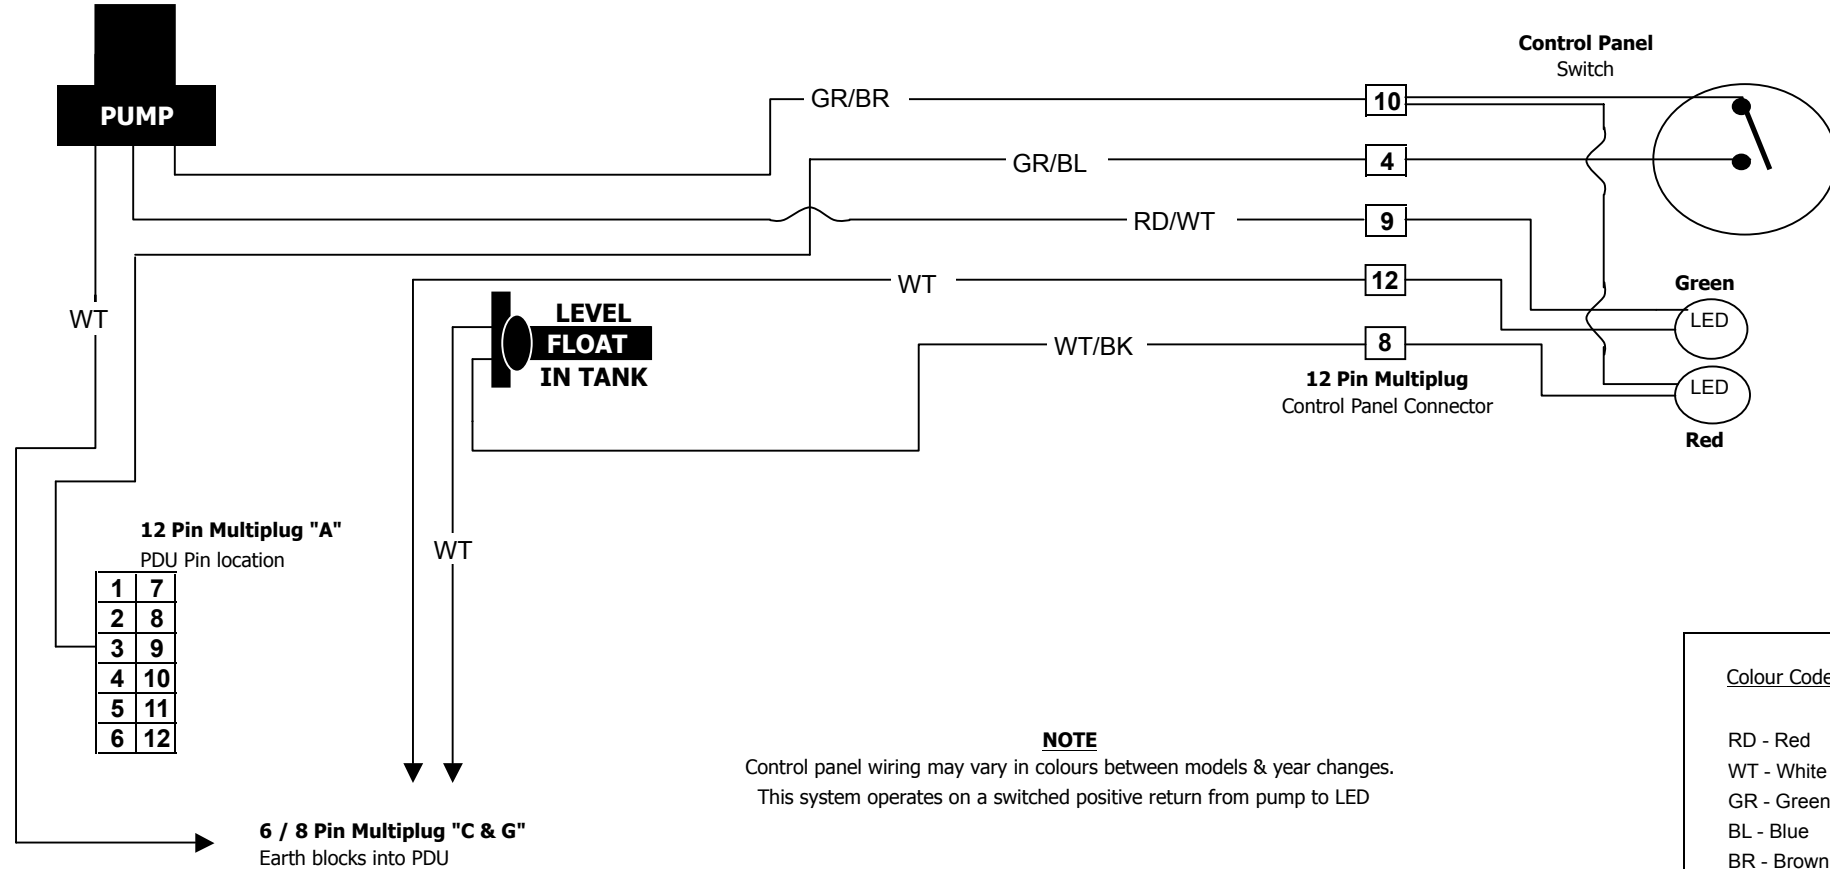 Control Panel
Switch
PUMP
GR/BR
10
GR/BL
4
RD/WT
9
WT
12
Green
LED
WT
LEVEL
FLOAT
IN TANK
WT/BK
8
12 Pin Multiplug
Control Panel Connector
LED
Red
12 Pin Multiplug "A"
PDU Pin location
WT
1 7
2 8
3 9
4 10
5 11
6 12
NOTE
Control panel wiring may vary in colours between models & year changes.
This system operates on a switched positive return from pump to LED
6 / 8 Pin Multiplug "C & G"
Earth blocks into PDU
Colour Code
RD - Red
WT - White
GR - Green
BL - Blue
BR - Brown